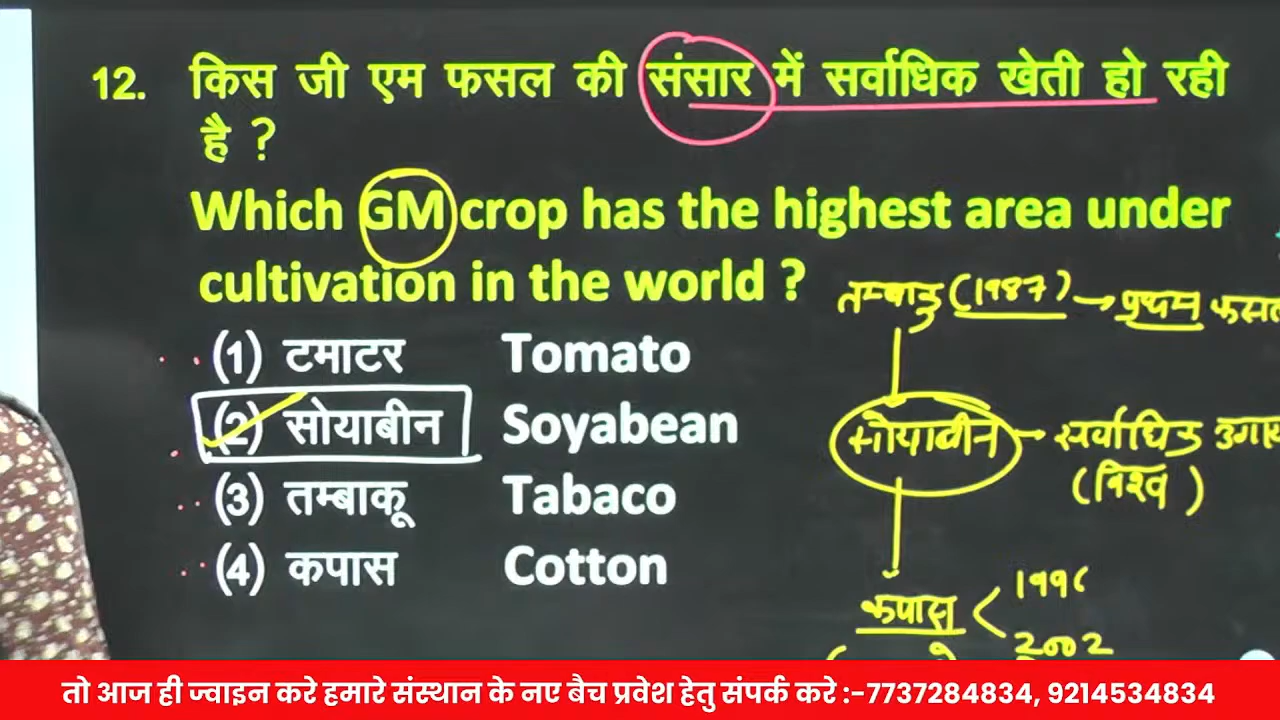 12. किस जी एम फसल की संसार में सर्वाधिक खेती हो रही
है ?
Which GM crop has the highest area under
cultivation in the world ?
(1) टमाटर Tomato
(2) सोयाबीन Soyabean
(3) तम्बाकू Tabaco
(4) कपास Cotton
तम्बाकु (1987) → प्रथम फसल
सोयाबीन → सर्वाधिक
(विश्व)
कपास < 1996
2002
तो आज ही ज्वाइन करे हमारे संस्थान के नए बैच प्रवेश हेतु संपर्क करे :-7737284834, 9214534834